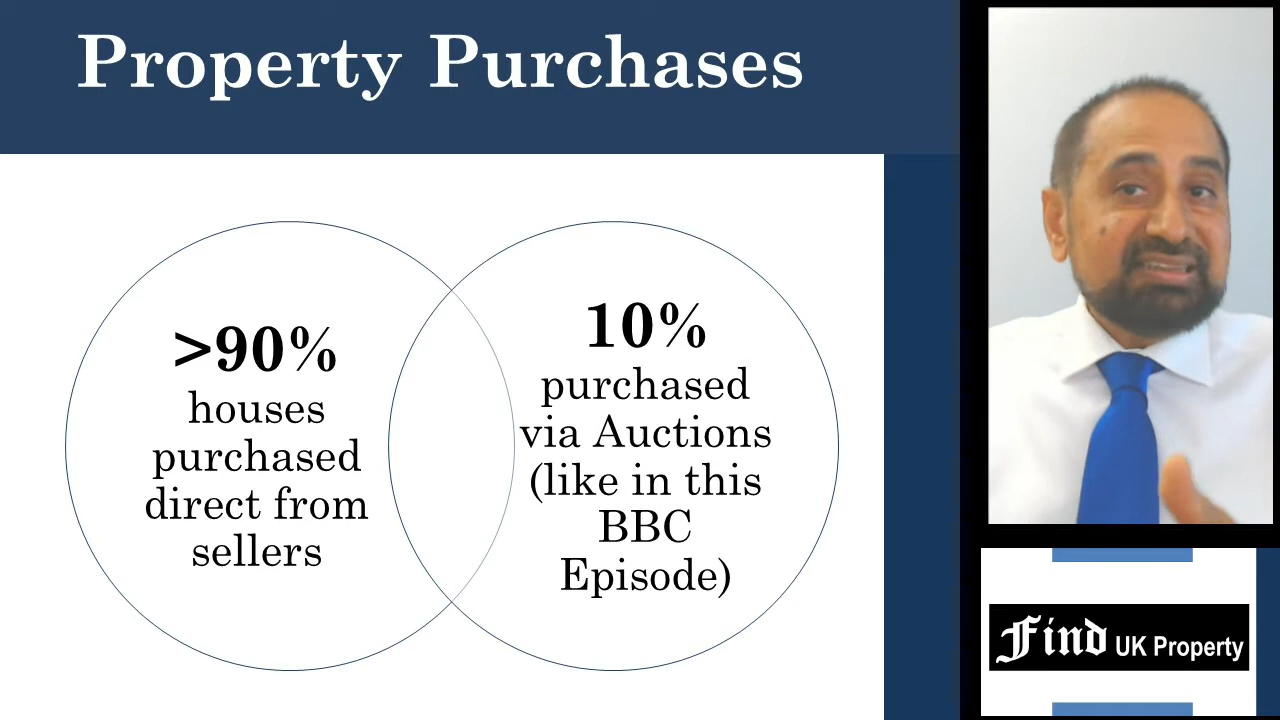 Property Purchases
>90%
houses
purchased
direct from
sellers
10%
purchased
via Auctions
(like in this
BBC
Episode)
Find UK Property